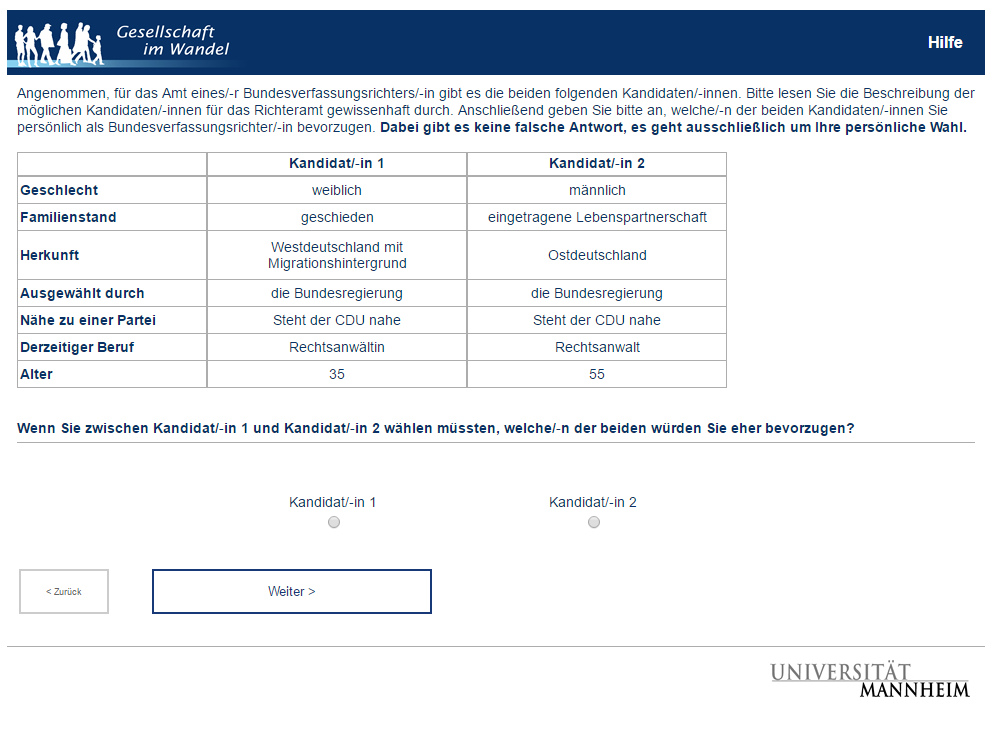 Gesellschaft
im Wandel
Hilfe
Angenommen, für das Amt eines/-r Bundesverfassungsrichters/-in gibt es die beiden folgenden Kandidaten/-innen. Bitte lesen Sie die Beschreibung der
möglichen Kandidaten/-innen für das Richteramt gewissenhaft durch. Anschließend geben Sie bitte an, welche/-n der beiden Kandidaten/-innen Sie
persönlich als Bundesverfassungsrichter/-in bevorzugen. Dabei gibt es keine falsche Antwort, es geht ausschließlich um Ihre persönliche Wahl.
Kandidat/-in 1 Kandidat/-in 2
Geschlecht weiblich männlich
Familienstand geschieden eingetragene Lebenspartnerschaft
Herkunft Westdeutschland mit
Migrationshintergrund Ostdeutschland
Ausgewählt durch die Bundesregierung die Bundesregierung
Nähe zu einer Partei Steht der CDU nahe Steht der CDU nahe
Derzeitiger Beruf Rechtsanwältin Rechtsanwalt
Alter 35 55
Wenn Sie zwischen Kandidat/-in 1 und Kandidat/-in 2 wählen müssten, welche/-n der beiden würden Sie eher bevorzugen?
Kandidat/-in 1 Kandidat/-in 2
< Zurück Weiter >
UNIVERSITÄT
MANNHEIM